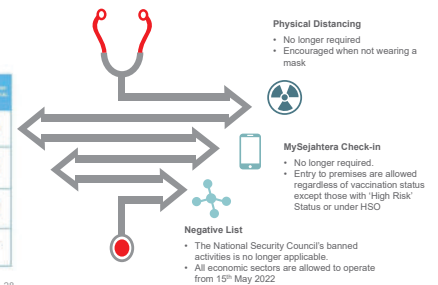 Physical Distancing
• No longer required
• Encouraged when not wearing a
mask
MySejahtera Check-in
• No longer required.
• Entry to premises are allowed
regardless of vaccination status
except those with 'High Risk'
Status or under HSO
Negative List
• The National Security Council's banned
activities is no longer applicable.
• All economic sectors are allowed to operate
from 15th May 2022